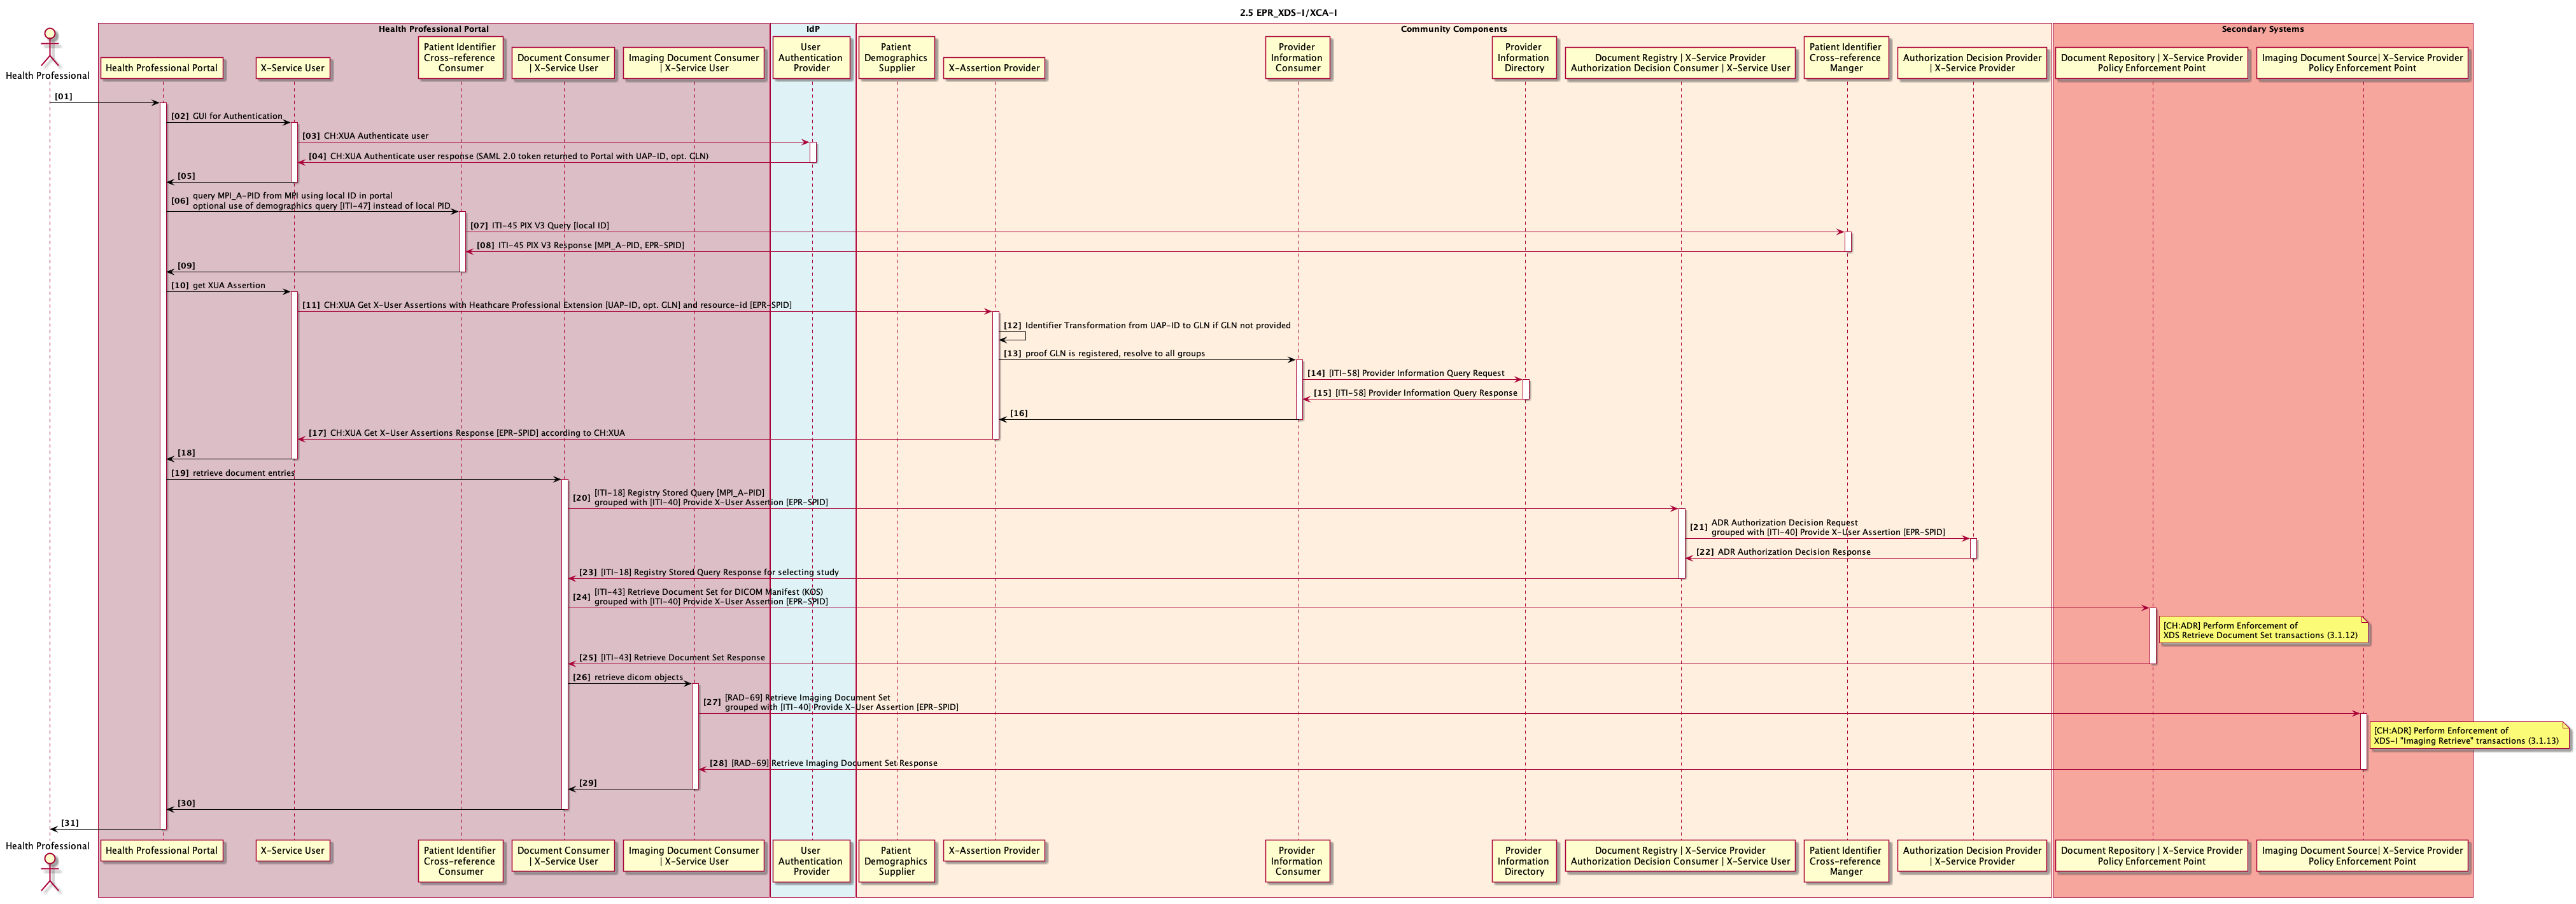 2.5 EPR_XDS-I/XCA-I
Health Professional Portal
IdP
Community Components
Secondary Systems
Health Professional
Health Professional Portal
X-Service User
Patient Identifier
Cross-reference
Consumer
Document Consumer
| X-Service User
Imaging Document Consumer
| X-Service User
User
Authentication
Provider
Patient
Demographics
Supplier
X-Assertion Provider
Provider
Information
Consumer
Provider
Information
Directory
Document Registry | X-Service Provider
Authorization Decision Consumer | X-Service User
Patient Identifier
Cross-reference
Manger
Authorization Decision Provider
| X-Service Provider
Document Repository | X-Service Provider
Policy Enforcement Point
Imaging Document Source| X-Service Provider
Policy Enforcement Point
[01]
[02] GUI for Authentication
[03] CH:XUA Authenticate user
[04] CH:XUA Authenticate user response (SAML 2.0 token returned to Portal with UAP-ID, opt. GLN)
[05]
[06] query MPI_A-PID from MPI using local ID in portal
optional use of demographics query [ITI-47] instead of local PID
[07] ITI-45 PIX V3 Query [local ID]
[08] ITI-45 PIX V3 Response [MPI_A-PID, EPR-SPID]
[09]
[10] get XUA Assertion
[11] CH:XUA Get X-User Assertions with Heathcare Professional Extension [UAP-ID, opt. GLN] and resource-id [EPR-SPID]
[12] Identifier Transformation from UAP-ID to GLN if GLN not provided
[13] proof GLN is registered, resolve to all groups
[14] [ITI-58] Provider Information Query Request
[15] [ITI-58] Provider Information Query Response
[16]
[17] CH:XUA Get X-User Assertions Response [EPR-SPID] according to CH:XUA
[18]
[19] retrieve document entries
[20] [ITI-18] Registry Stored Query [MPI_A-PID]
grouped with [ITI-40] Provide X-User Assertion [EPR-SPID]
[21] ADR Authorization Decision Request
grouped with [ITI-40] Provide X-User Assertion [EPR-SPID]
[22] ADR Authorization Decision Response
[23] [ITI-18] Registry Stored Query Response for selecting study
[24] [ITI-43] Retrieve Document Set for DICOM Manifest (KOS)
grouped with [ITI-40] Provide X-User Assertion [EPR-SPID]
[CH:ADR] Perform Enforcement of
XDS Retrieve Document Set transactions (3.1.12)
[25] [ITI-43] Retrieve Document Set Response
[26] retrieve dicom objects
[27] [RAD-69] Retrieve Imaging Document Set
grouped with [ITI-40] Provide X-User Assertion [EPR-SPID]
[CH:ADR] Perform Enforcement of
XDS-I "Imaging Retrieve" transactions (3.1.13)
[28] [RAD-69] Retrieve Imaging Document Set Response
[29]
[30]
[31]
Health Professional
Health Professional Portal
X-Service User
Patient Identifier
Cross-reference
Consumer
Document Consumer
| X-Service User
Imaging Document Consumer
| X-Service User
User
Authentication
Provider
Patient
Demographics
Supplier
X-Assertion Provider
Provider
Information
Consumer
Provider
Information
Directory
Document Registry | X-Service Provider
Authorization Decision Consumer | X-Service User
Patient Identifier
Cross-reference
Manger
Authorization Decision Provider
| X-Service Provider
Document Repository | X-Service Provider
Policy Enforcement Point
Imaging Document Source| X-Service Provider
Policy Enforcement Point